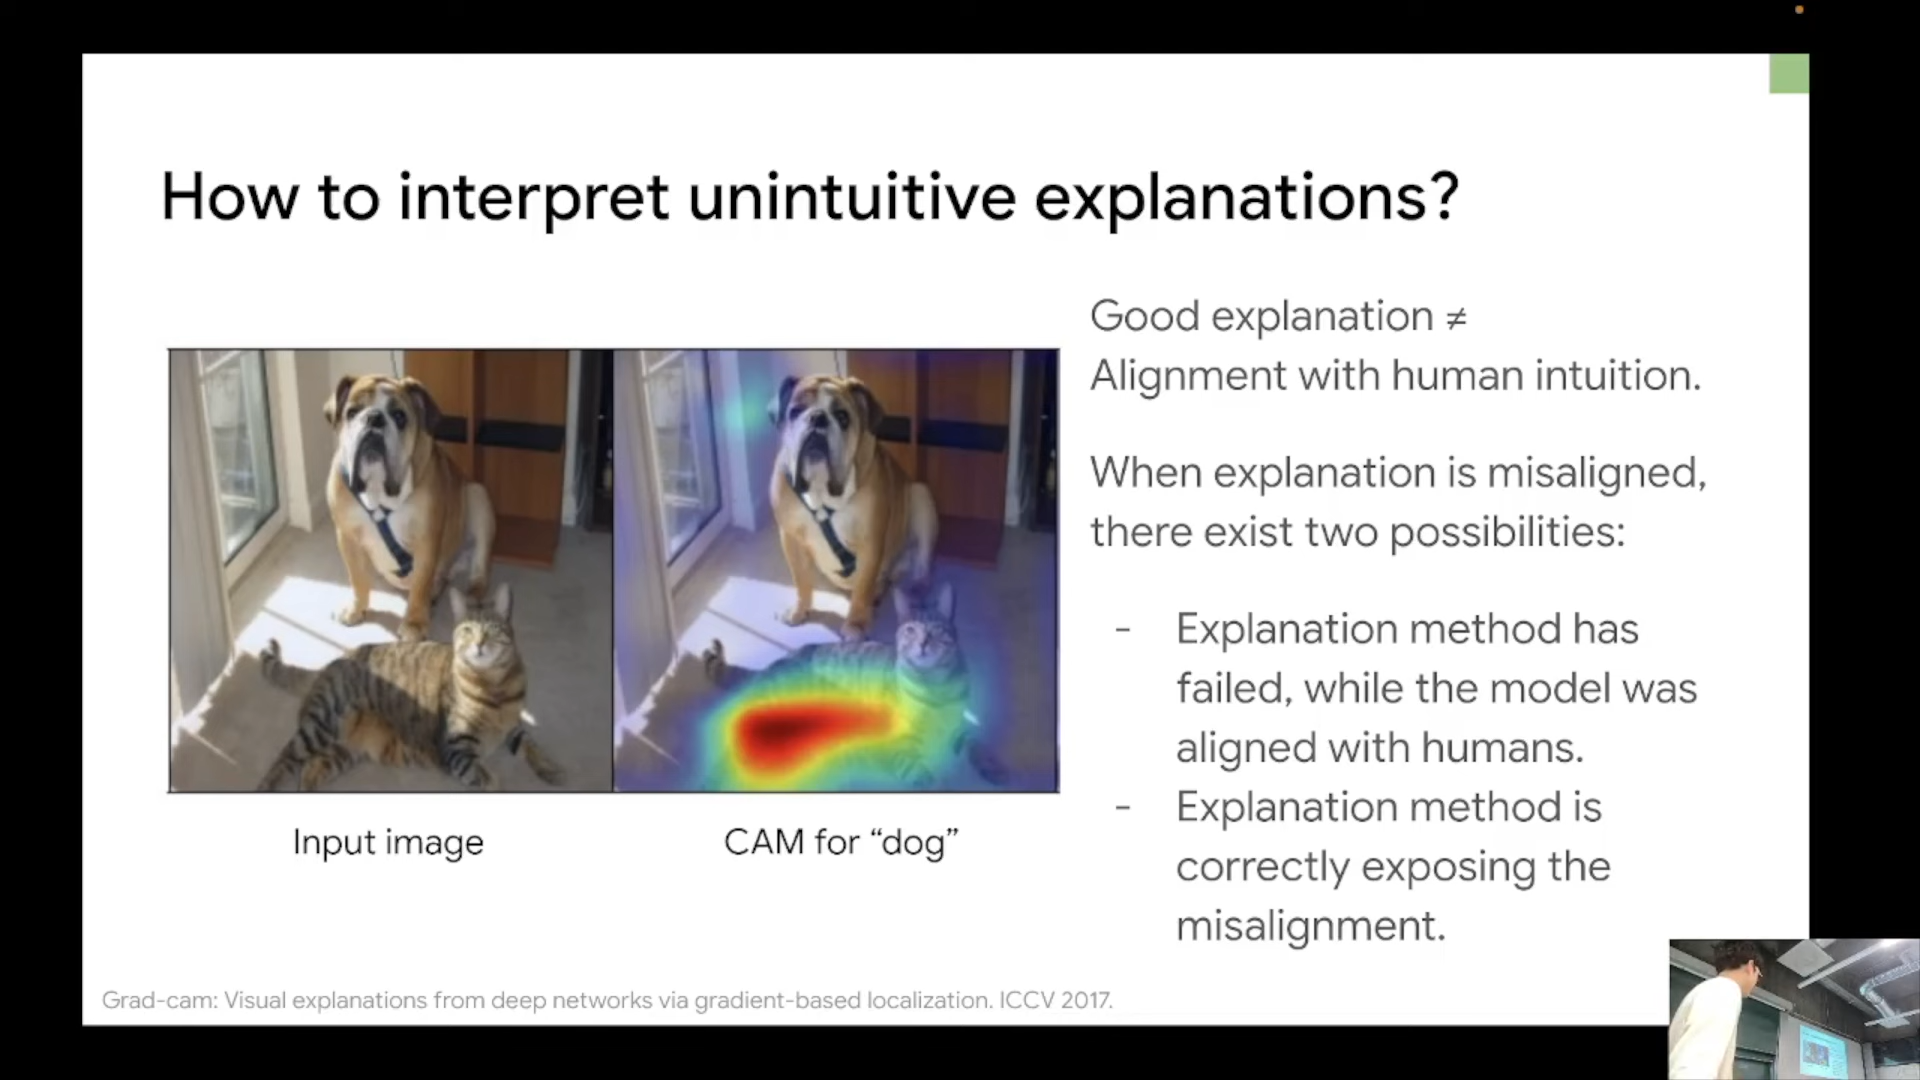 How to interpret unintuitive explanations?
Good explanation ≠
Alignment with human intuition.
When explanation is misaligned,
there exist two possibilities:
- Explanation method has
failed, while the model was
aligned with humans.
- Explanation method is
correctly exposing the
misalignment.
Input image
CAM for “dog”
Grad-cam: Visual explanations from deep networks via gradient-based localization. ICCV 2017.